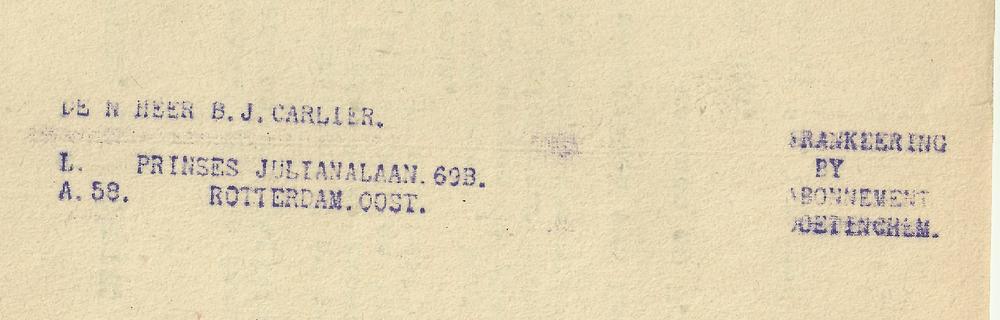 DE N HEER B.J.CARLIER.
L. PRINSES JULIANALAAN.69B.
A.58. ROTTERDAM.OOST.
FRANKEERING
BY
ABONNEMENT
DOETINCHEM.